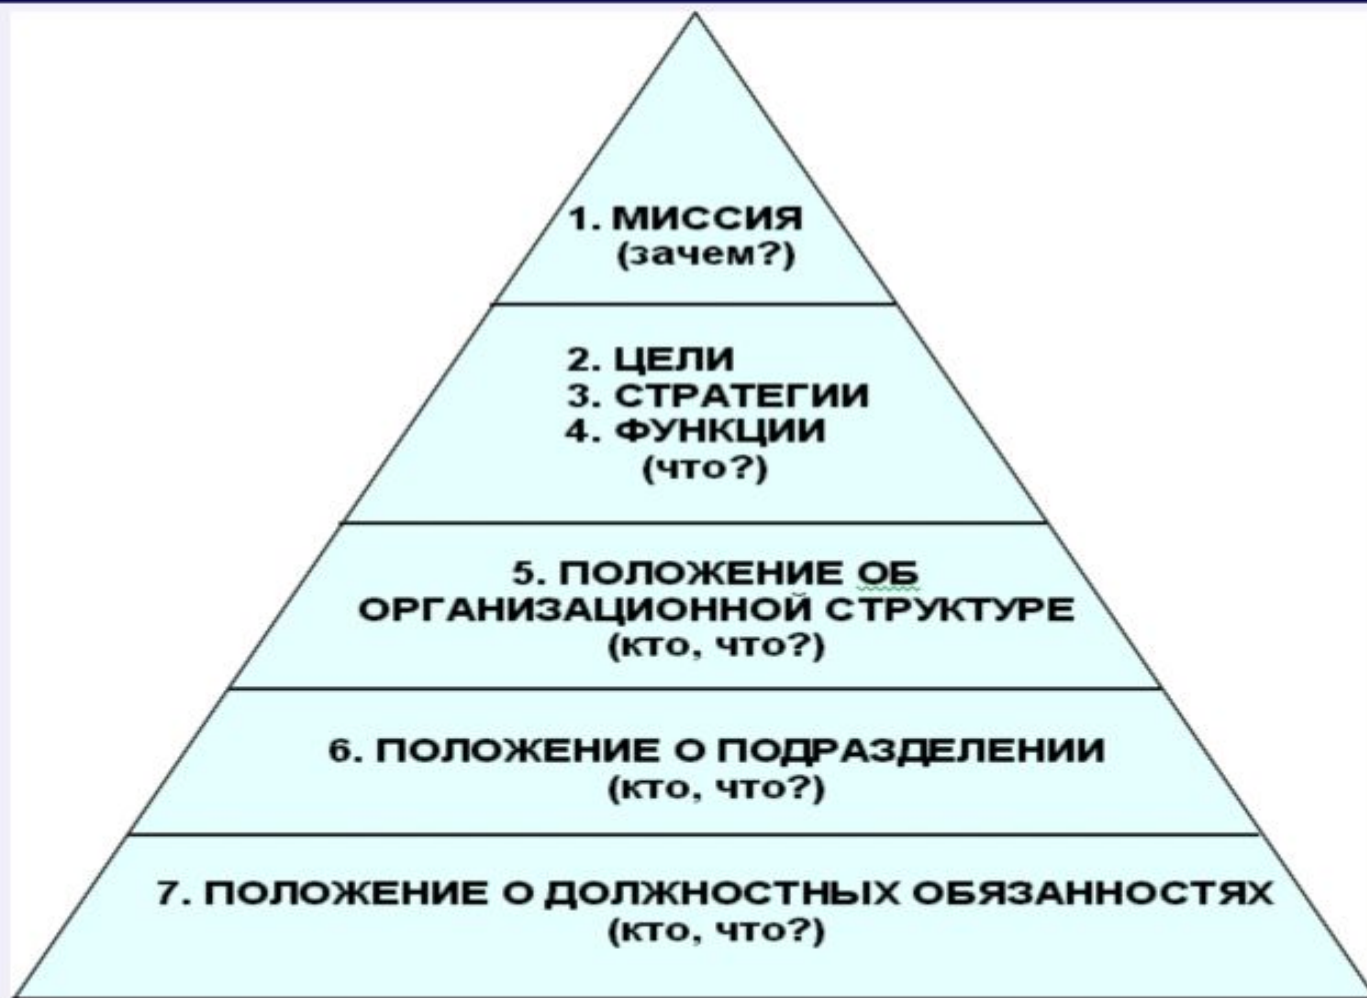 1. МИССИЯ
(зачем?)
2. ЦЕЛИ
3. СТРАТЕГИИ
4. ФУНКЦИИ
(что?)
5. ПОЛОЖЕНИЕ ОБ
ОРГАНИЗАЦИОННОЙ СТРУКТУРЕ
(кто, что?)
6. ПОЛОЖЕНИЕ О ПОДРАЗДЕЛЕНИИ
(кто, что?)
7. ПОЛОЖЕНИЕ О ДОЛЖНОСТНЫХ ОБЯЗАННОСТЯХ
(кто, что?)